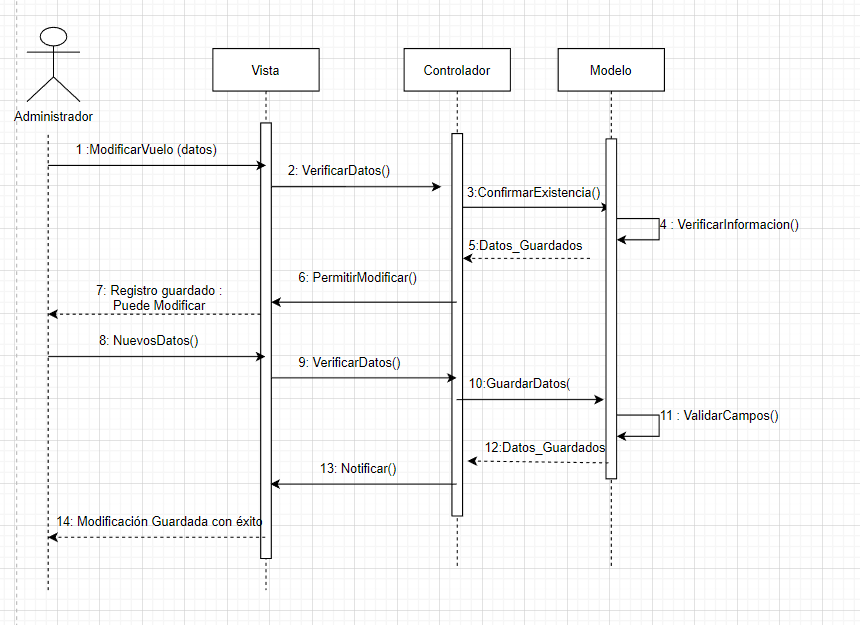 Vista
Controlador
Modelo
Administrador
1 :ModificarVuelo (datos)
2: VerificarDatos()
3:ConfirmarExistencia()
4 : VerificarInformacion()
5:Datos_Guardados
6: PermitirModificar()
7: Registro guardado :
Puede Modificar
8: NuevosDatos()
9: VerificarDatos()
10:GuardarDatos(
11 : ValidarCampos()
12:Datos_Guardados
13: Notificar()
14: Modificación Guardada con éxito